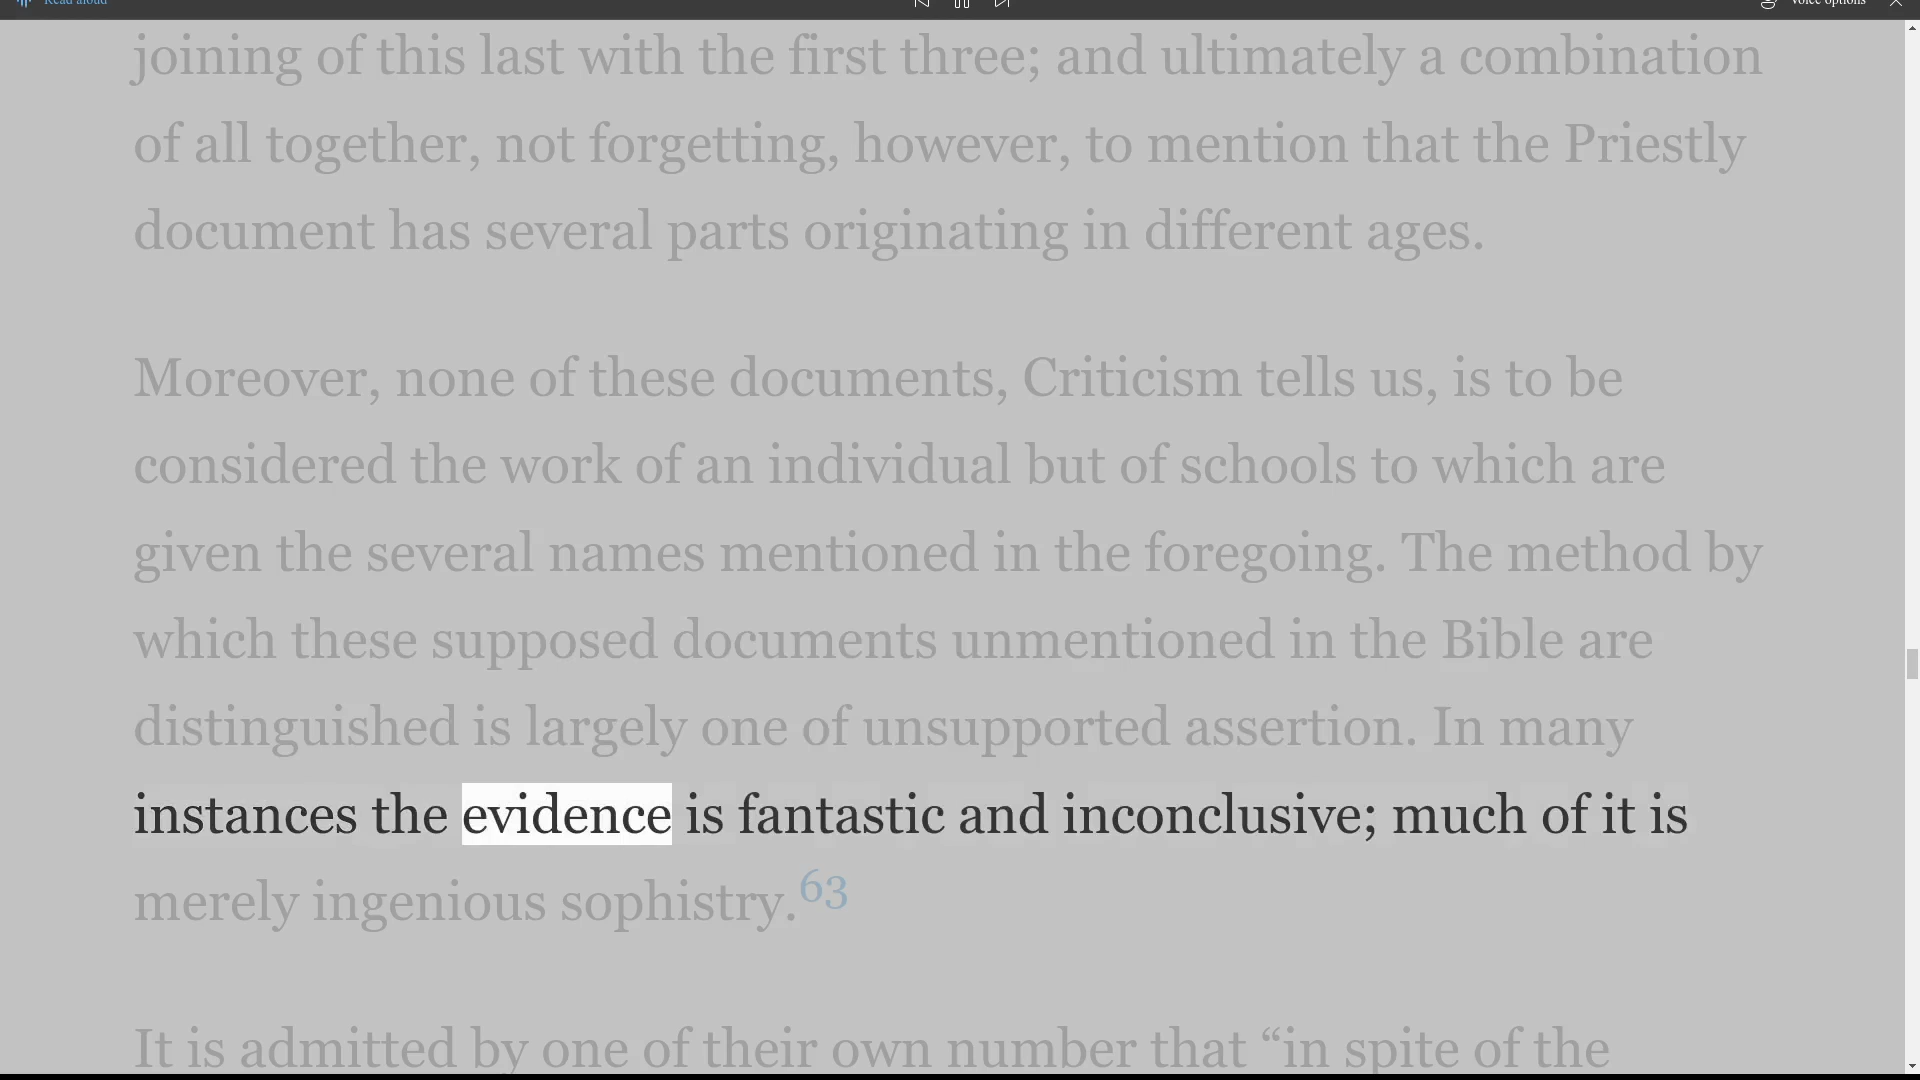 Read aloud
Voice options
joining of this last with the first three; and ultimately a combination
of all together, not forgetting, however, to mention that the Priestly
document has several parts originating in different ages.
Moreover, none of these documents, Criticism tells us, is to be
considered the work of an individual but of schools to which are
given the several names mentioned in the foregoing. The method by
which these supposed documents unmentioned in the Bible are
distinguished is largely one of unsupported assertion. In many
instances the evidence is fantastic and inconclusive; much of it is
merely ingenious sophistry.63
It is admitted by one of their own number that “in spite of the